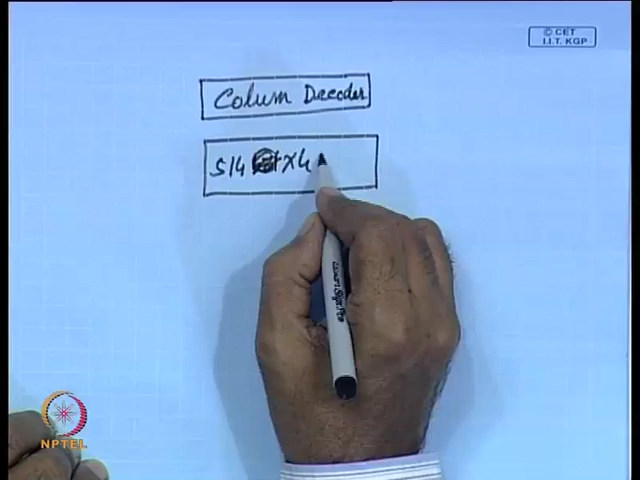 © CET
I.I.T. KGP
Colum Decoder
514 X4
NPTEL